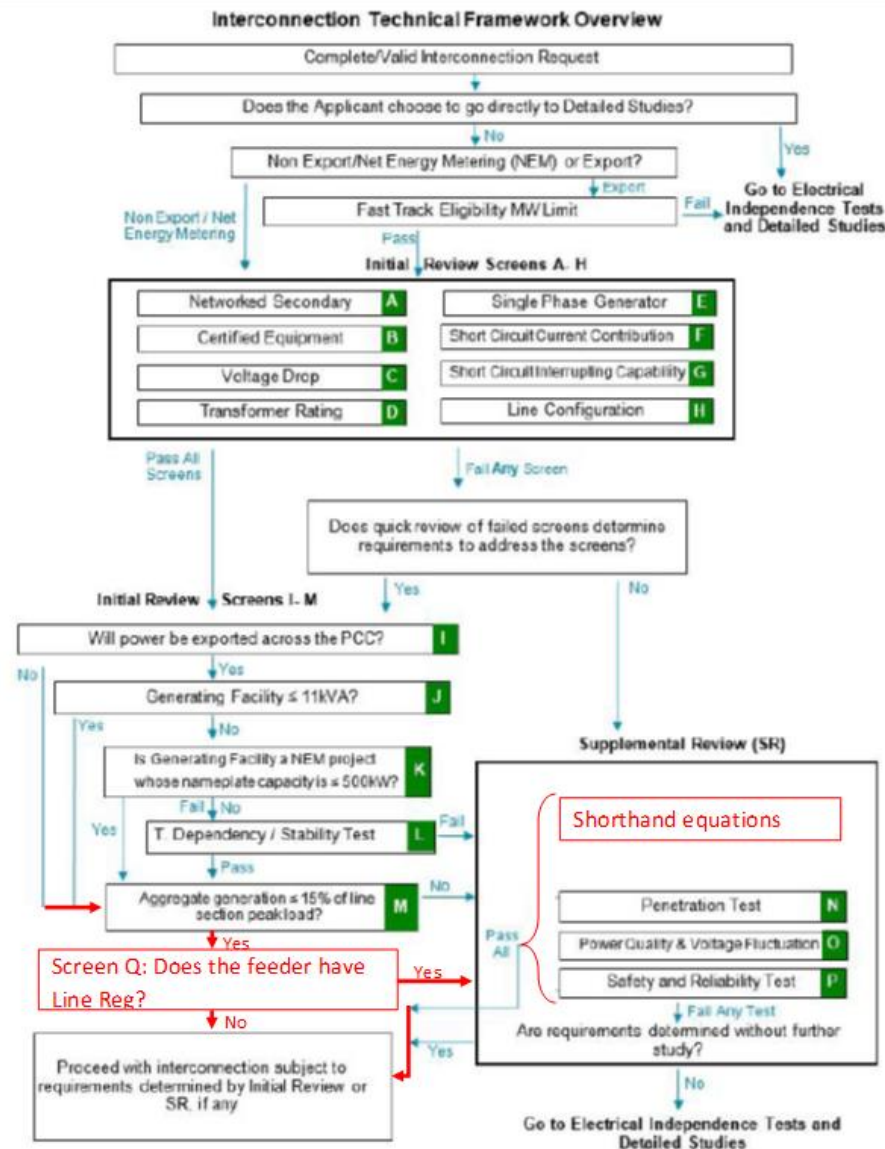 Interconnection Technical Framework Overview
Complete/Valid Interconnection Request
Does the Applicant choose to go directly to Detailed Studies?
No
Yes
Non Export/Net Energy Metering (NEM) or Export?
Export
Go to Electrical
Independence Tests
and Detailed Studies
Fast Track Eligibility MW Limit
Fail
Non Export / Net
Energy Metering
Pass
Initial Review Screens A- H
Networked Secondary A
Single Phase Generator E
Certified Equipment B
Short Circuit Current Contribution F
Voltage Drop C
Short Circuit Interrupting Capability G
Transformer Rating D
Line Configuration H
Pass All
Screens
Fail Any Screen
Does quick review of failed screens determine
requirements to address the screens?
Yes
No
Initial Review Screens I- M
Will power be exported across the PCC? I
No
Yes
Generating Facility ≤ 11kVA? J
Yes
No
Is Generating Facility a NEM project
whose nameplate capacity is ≤ 500kW? K
Fail No
Yes
T. Dependency / Stability Test L
Fail
Pass
Aggregate generation ≤ 15% of line
section peakload? M
No
Yes
Screen Q: Does the feeder have
Line Reg?
Yes
No
Proceed with interconnection subject to
requirements determined by Initial Review or
SR, if any
Supplemental Review (SR)
Shorthand equations
Penetration Test N
Pass
All
Power Quality & Voltage Fluctuation O
Safety and Reliability Test P
Fail Any Test
Are requirements determined without further
study?
Yes
No
Go to Electrical Independence Tests and
Detailed Studies